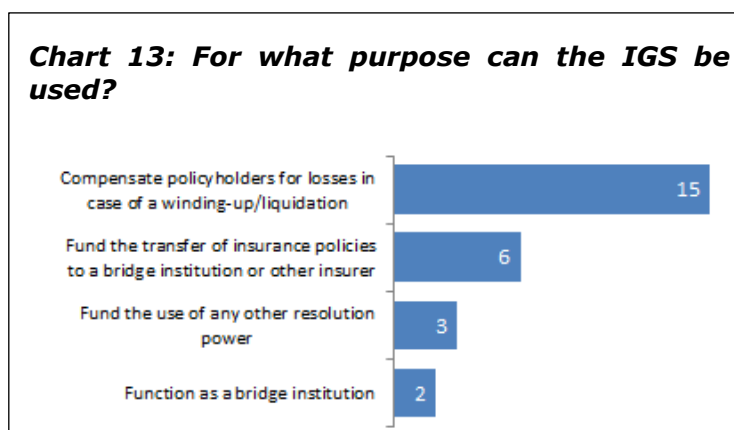 Chart 13: For what purpose can the IGS be
used?
Compensate policyholders for losses in
case of a winding-up/liquidation
15
Fund the transfer of insurance policies
to a bridge institution or other insurer
6
Fund the use of any other resolution
power
3
Function as a bridge institution
2